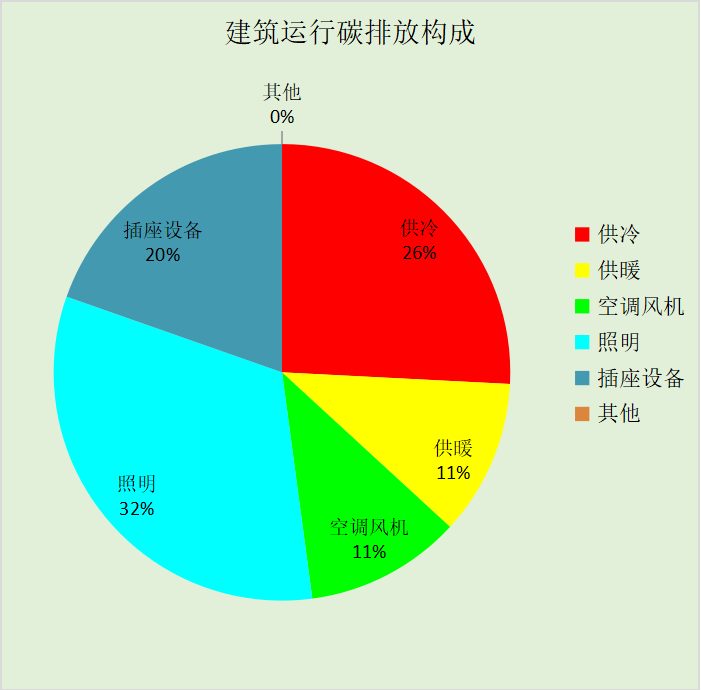 建筑运行碳排放构成
其他
0%
供冷
26%
供暖
11%
空调风机
11%
照明
32%
插座设备
20%
供冷
供暖
空调风机
照明
插座设备
其他